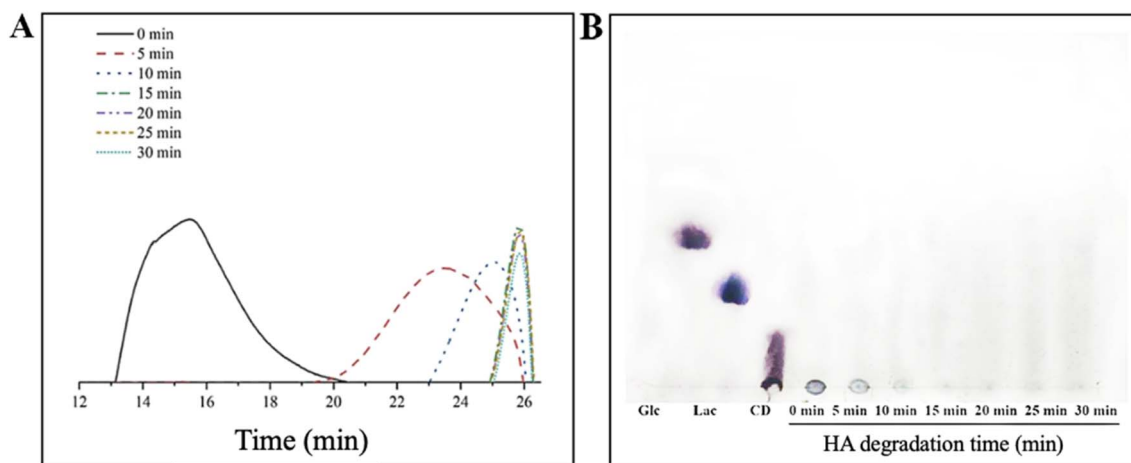 A
0 min
5 min
10 min
15 min
20 min
25 min
30 min
12 14 16 18 20 22 24 26
Time (min)
B
Glc Lac CD 0 min 5 min 10 min 15 min 20 min 25 min 30 min
HA degradation time (min)